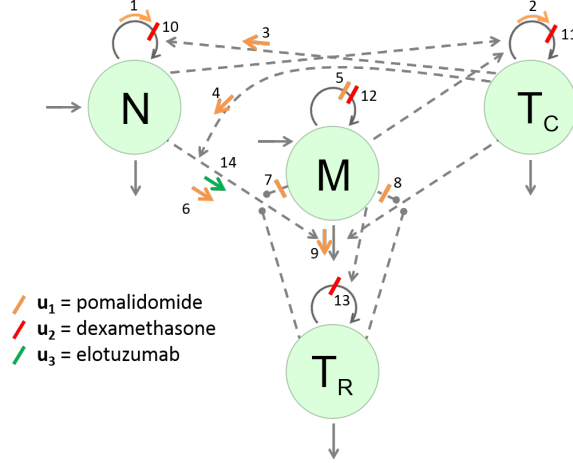 1
10
3
2
11
N
T C
4
5
12
M
14
7
8
6
9
13
T R
u1 = pomalidomide
u2 = dexamethasone
u3 = elotuzumab